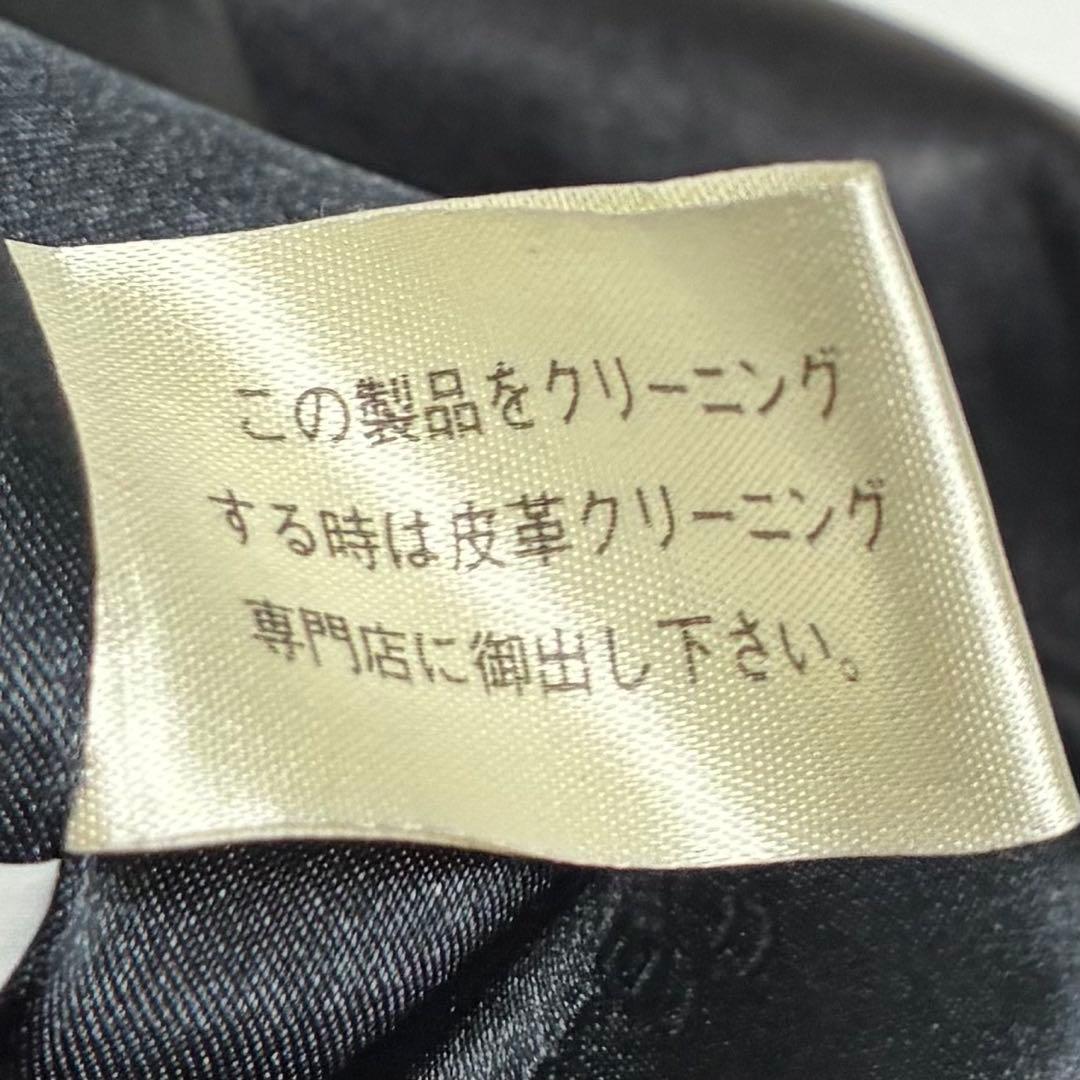 この製品をクリーニング
する時は皮革クリーニング
専門店に御出し下さい。